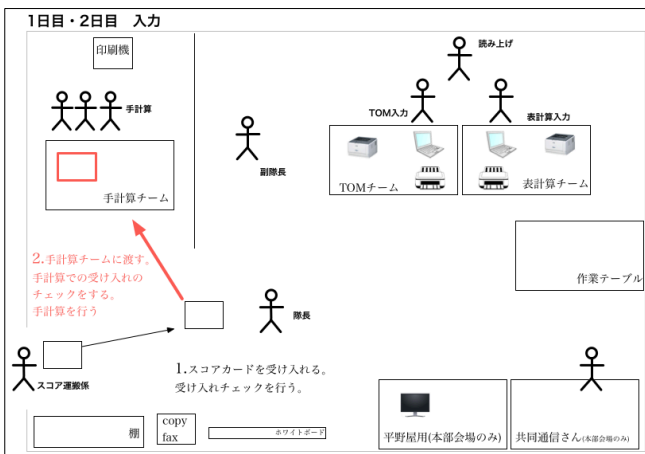 1日目・2日目　入力
印刷機
読み上げ
手計算
TOM入力
表計算入力
副隊長
手計算チーム
TOMチーム
表計算チーム
2.手計算チームに渡す。
手計算での受け入れの
チェックをする。
手計算を行う
作業テーブル
隊長
1.スコアカードを受け入れる。
受け入れチェックを行う。
スコア運搬係
棚
copy
fax
ホワイトボード
平野屋用(本部会場のみ)
共同通信さん(本部会場のみ)